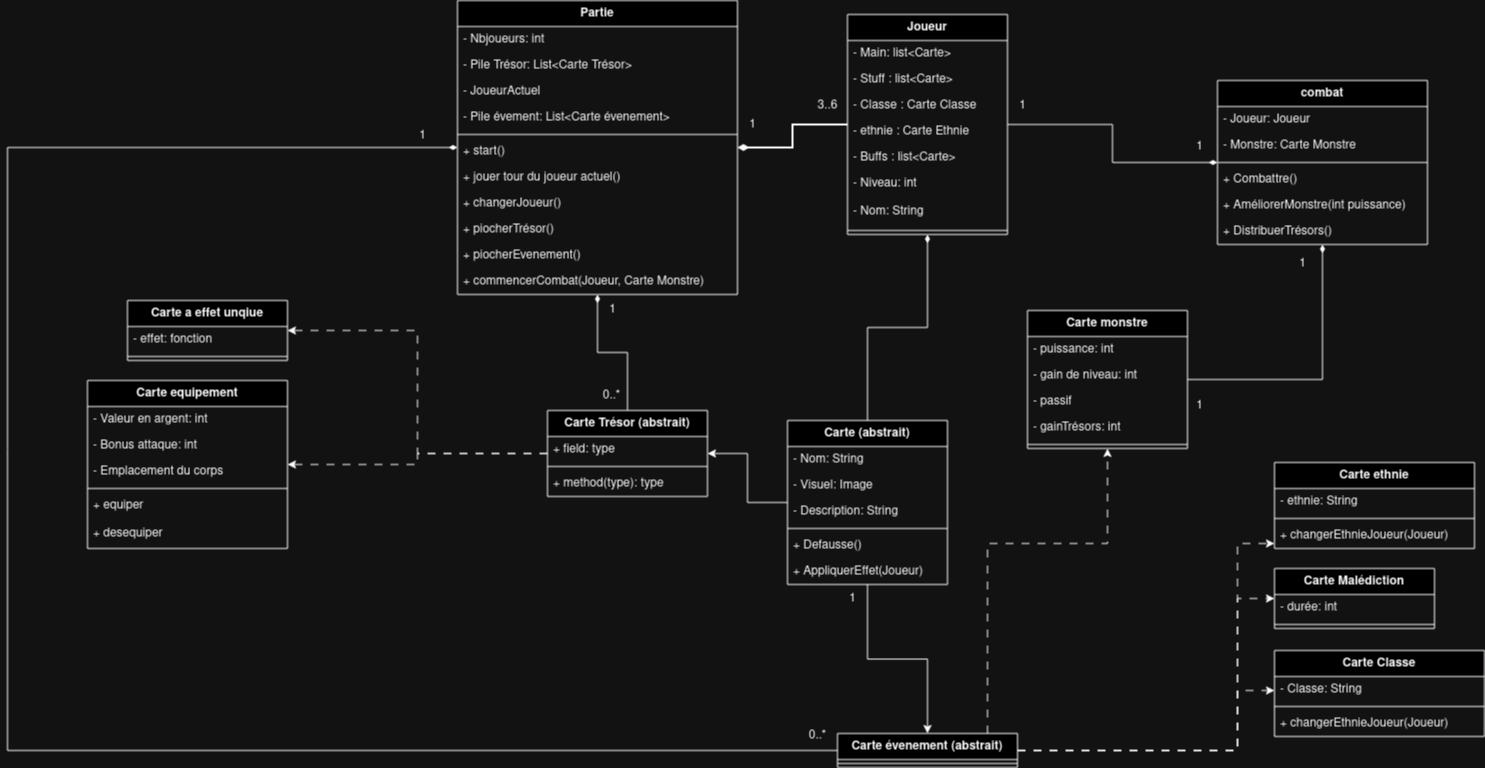 Partie
- Nbjoueurs: int
- Pile Trésor: List<Carte Trésor>
- JoueurActuel
- Pile évement: List<Carte évenement>
+ start()
+ jouer tour du joueur actuel()
+ changerJoueur()
+ piocherTrésor()
+ piocherEvenement()
+ commencerCombat(Joueur, Carte Monstre)
1
1
1
3..6
Joueur
- Main: list<Carte>
- Stuff : list<Carte>
- Classe : Carte Classe
- ethnie : Carte Ethnie
- Buffs : list<Carte>
- Niveau: int
- Nom: String
1
1
combat
- Joueur: Joueur
- Monstre: Carte Monstre
+ Combattre()
+ AméliorerMonstre(int puissance)
+ DistribuerTrésors()
1
Carte a effet unqiue
- effet: fonction
Carte equipement
- Valeur en argent: int
- Bonus attaque: int
- Emplacement du corps
+ equiper
+ desequiper
0..*
Carte Trésor (abstrait)
+ field: type
+ method(type): type
Carte (abstrait)
- Nom: String
- Visuel: Image
- Description: String
+ Defausse()
+ AppliquerEffet(Joueur)
1
Carte monstre
- puissance: int
- gain de niveau: int
- passif
- gainTrésors: int
1
Carte ethnie
- ethnie: String
+ changerEthnieJoueur(Joueur)
Carte Malédiction
- durée: int
Carte Classe
- Classe: String
+ changerEthnieJoueur(Joueur)
0..*
Carte évenement (abstrait)